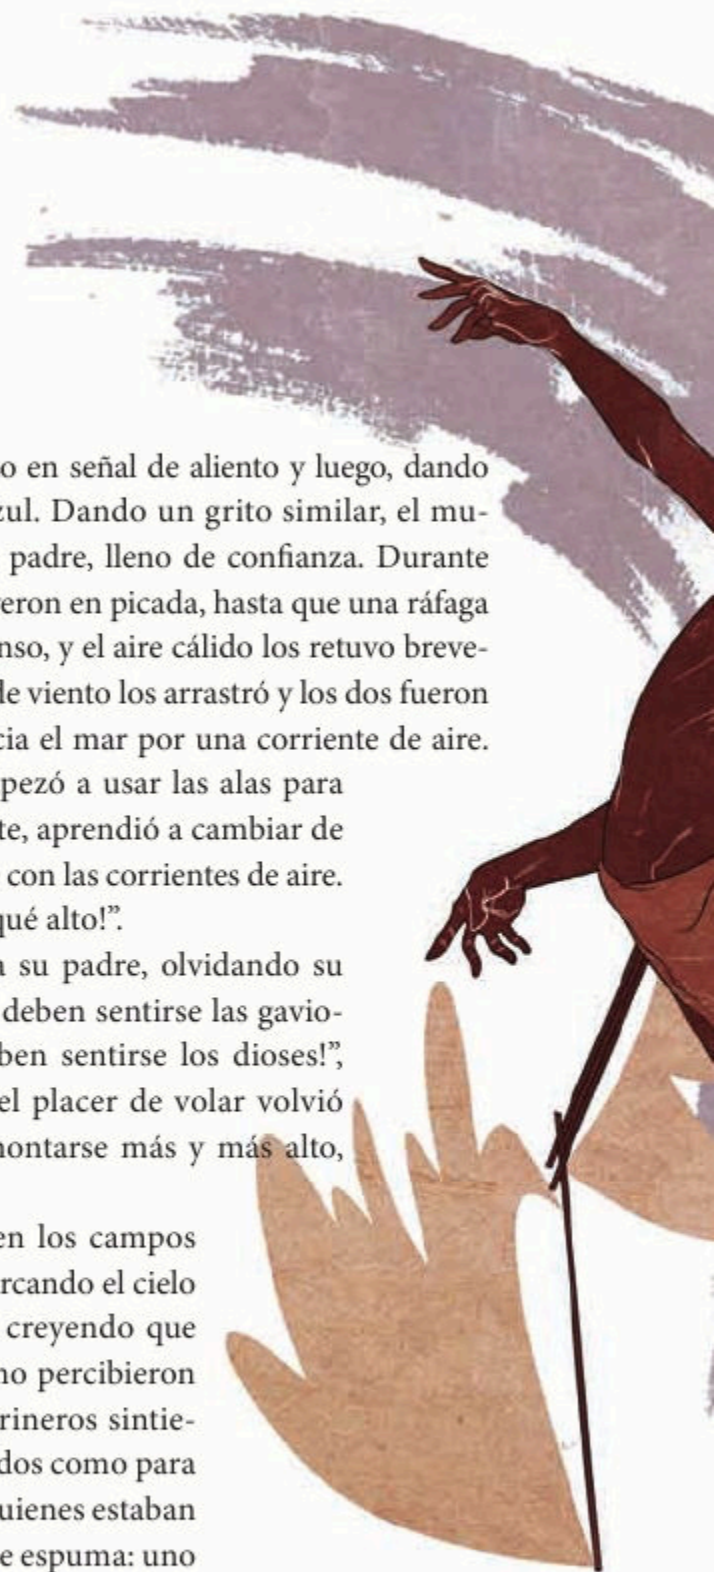 o en señal de aliento y luego, dando
zul. Dando un grito similar, el mu-
padre, lleno de confianza. Durante
eron en picada, hasta que una ráfaga
nso, y el aire cálido los retuvo breve-
de viento los arrastró y los dos fueron
cia el mar por una corriente de aire.
pezó a usar las alas para
te, aprendió a cambiar de
con las corrientes de aire.
qué alto!”.
a su padre, olvidando su
deben sentirse las gavio-
ben sentirse los dioses!”,
el placer de volar volvió
montarse más y más alto,
en los campos
rcando el cielo
creyendo que
no percibieron
rineros sintie-
dos como para
uienes estaban
e espuma: uno